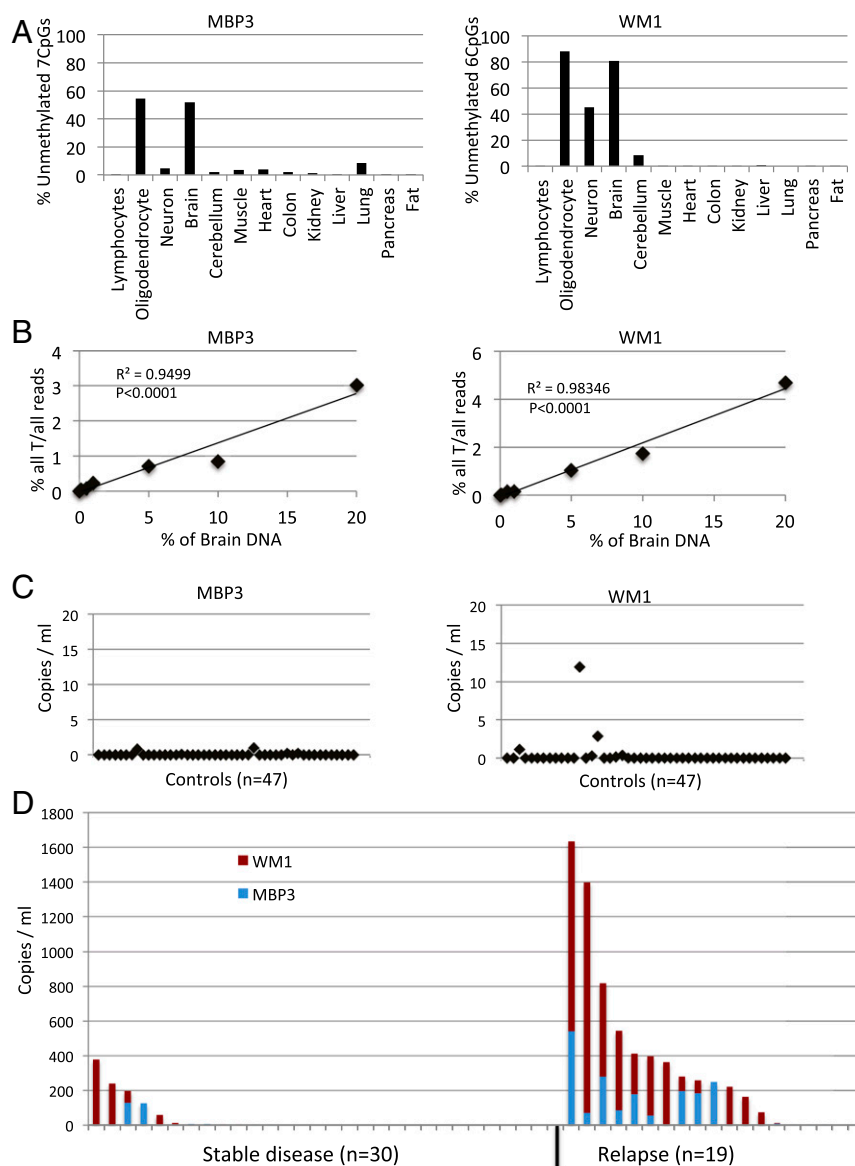 A
MBP3
% Unmethylated 7CpGs
100
80
60
40
20
0
Lymphocytes
Oligodendrocyte
Neuron
Brain
Cerebellum
Muscle
Heart
Colon
Kidney
Liver
Lung
Pancreas
Fat
WM1
% Unmethylated 6CpGs
100
80
60
40
20
0
Lymphocytes
Oligodendrocyte
Neuron
Brain
Cerebellum
Muscle
Heart
Colon
Kidney
Liver
Lung
Pancreas
Fat
B
MBP3
% all T/all reads
4
3
2
1
0
R² = 0.9499
P<0.0001
0 5 10 15 20
% of Brain DNA
WM1
% all T/all reads
6
4
2
0
R² = 0.98346
P<0.0001
0 5 10 15 20
% of Brain DNA
C
MBP3
Copies / ml
20
15
10
5
0
Controls (n=47)
WM1
Copies / ml
20
15
10
5
0
Controls (n=47)
D
Copies / ml
1800
1600
1400
1200
1000
800
600
400
200
0
WM1
MBP3
Stable disease (n=30)
Relapse (n=19)